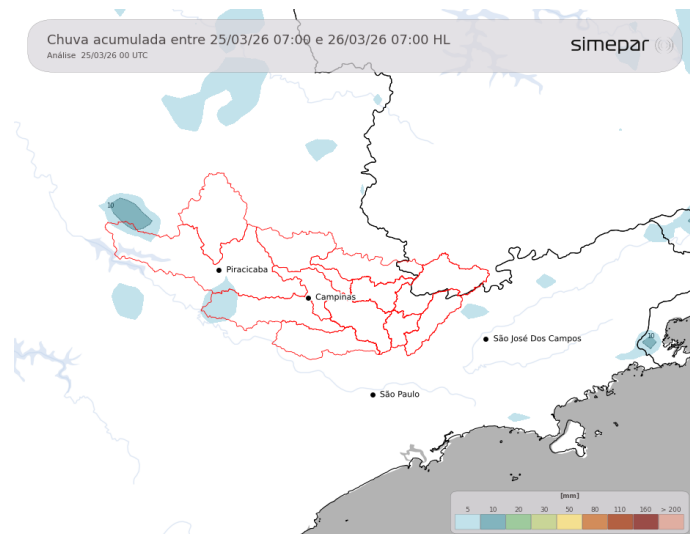 Chuva acumulada entre 25/03/26 07:00 e 26/03/26 07:00 HL
Análise 25/03/26 00 UTC
simepar
10
Piracicaba
Campinas
10
São José Dos Campos
São Paulo
[mm]
5 10 20 30 50 80 110 160 > 200